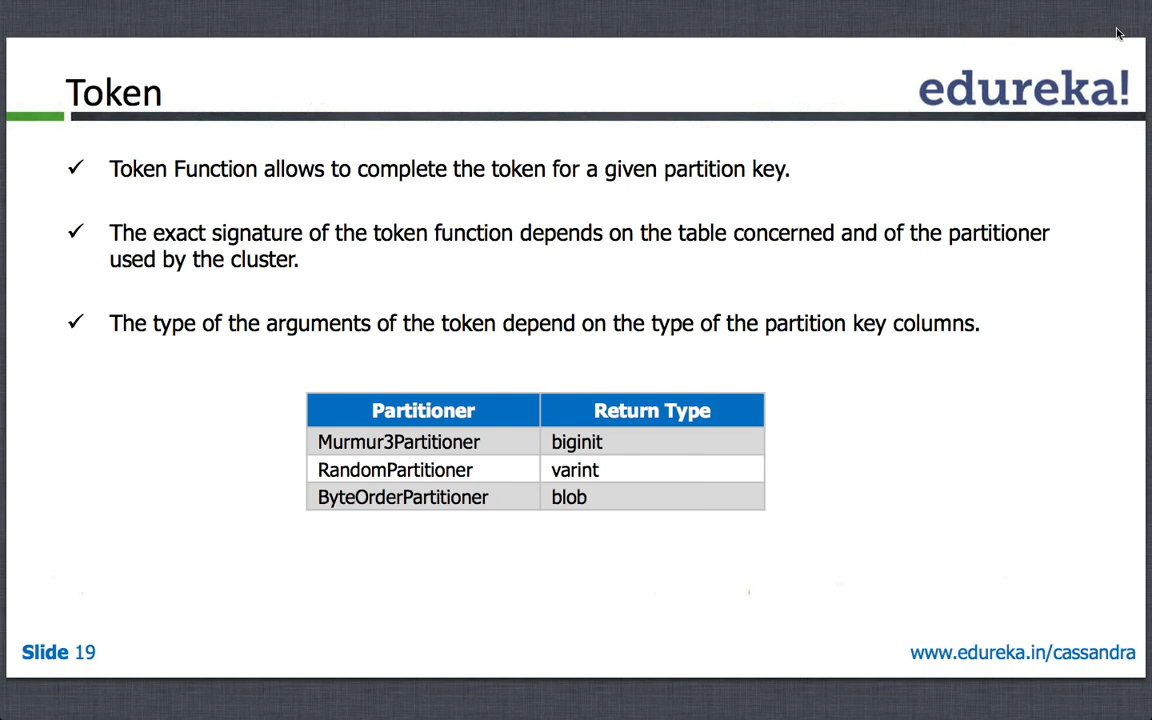 Token
edureka!
✓ Token Function allows to complete the token for a given partition key.
✓ The exact signature of the token function depends on the table concerned and of the partitioner
used by the cluster.
✓ The type of the arguments of the token depend on the type of the partition key columns.
Partitioner Return Type
Murmur3Partitioner biginit
RandomPartitioner varint
ByteOrderPartitioner blob
Slide 19
www.edureka.in/cassandra